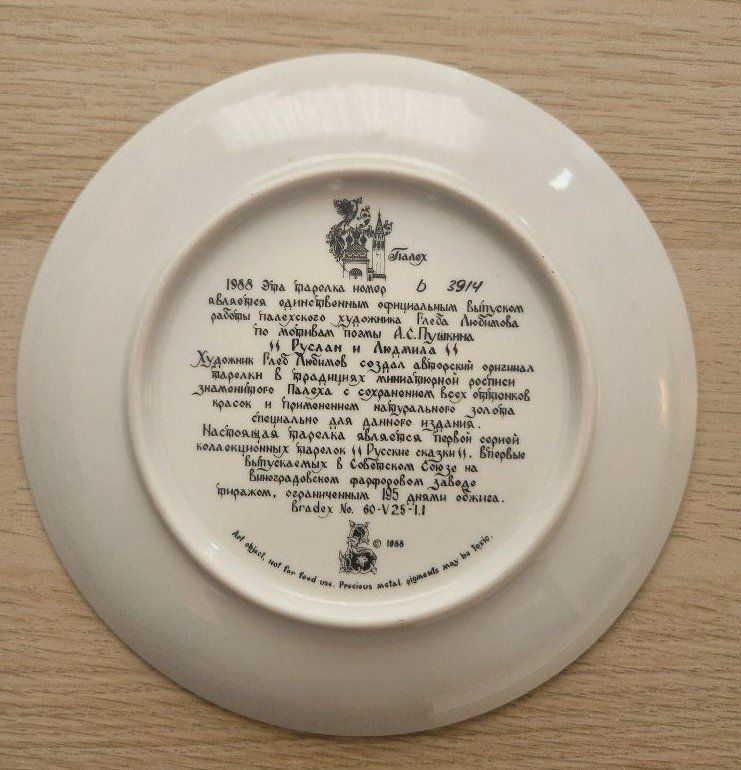 Палех
1988 Эта тарелка номер b 3914
является единственным официальным выпуском
работы палехского художника Глеба Любимова
по мотивам поэмы А.С.Пушкина
" Руслан и Людмила "
Художник Глеб Любимов создал авторский оригинал
тарелки в традициях миниатюрной росписи
знаменитого Палеха с сохранением всех оттенков
красок и применением натурального золота
специально для данного издания.
Настоящая тарелка является первой серией
коллекционных тарелок " Русские сказки ", впервые
выпускаемых в Советском Союзе на
Виноградовском фарфоровом заводе
тиражом, ограниченным 195 днями обжига.
Bradex No. 60-V25-1.1
© 1988
Art object, not for food use. Precious metal pigments may be toxic.